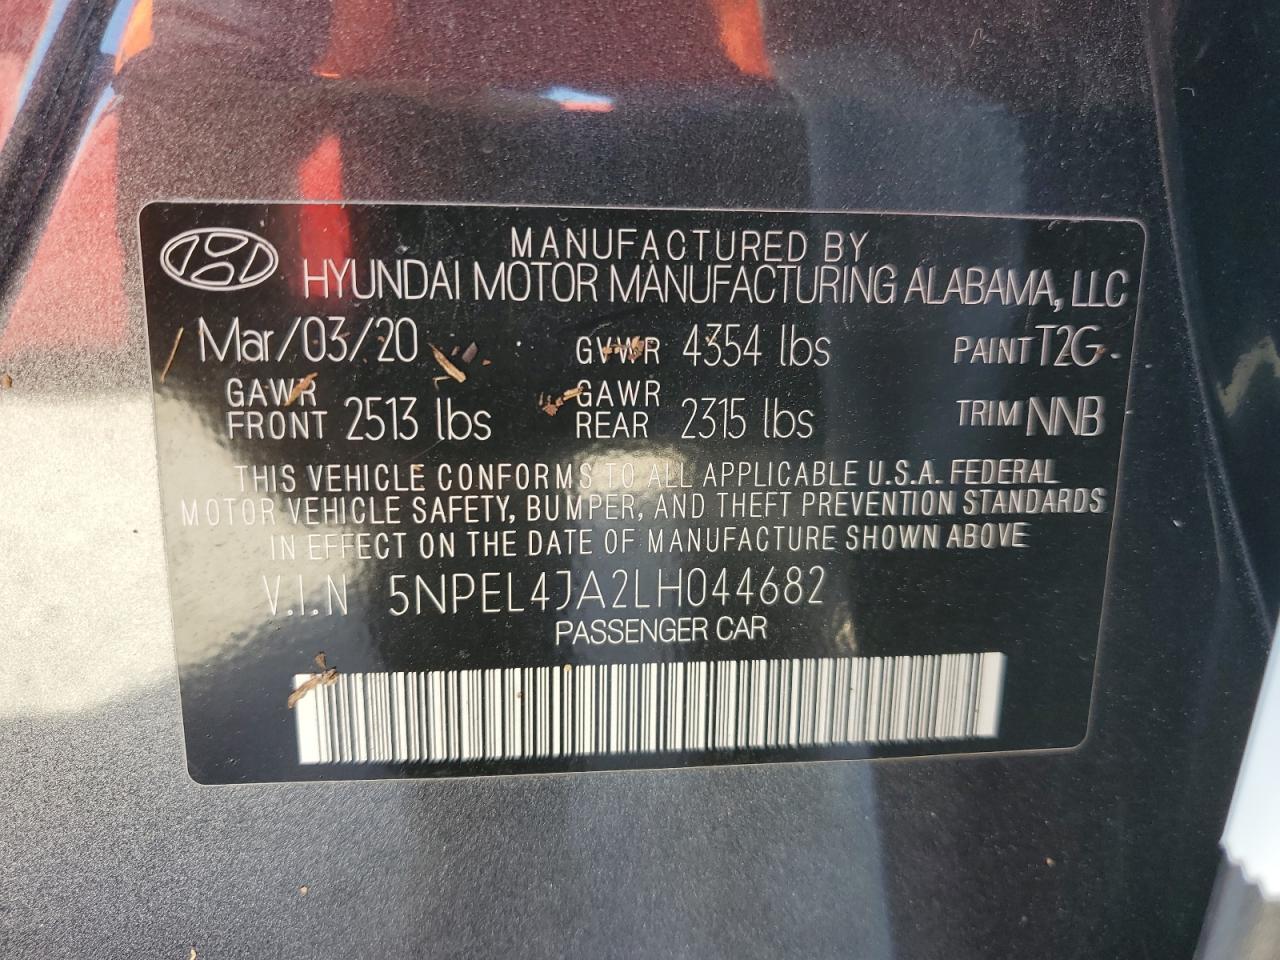 MANUFACTURED BY
HYUNDAI MOTOR MANUFACTURING ALABAMA, LLC
Mar/03/20 GVWR 4354 lbs PAINT T2G
GAWR FRONT 2513 lbs GAWR REAR 2315 lbs TRIM NNB
THIS VEHICLE CONFORMS TO ALL APPLICABLE U.S.A. FEDERAL
MOTOR VEHICLE SAFETY, BUMPER, AND THEFT PREVENTION STANDARDS
IN EFFECT ON THE DATE OF MANUFACTURE SHOWN ABOVE
V.I.N 5NPEL4JA2LH044682
PASSENGER CAR